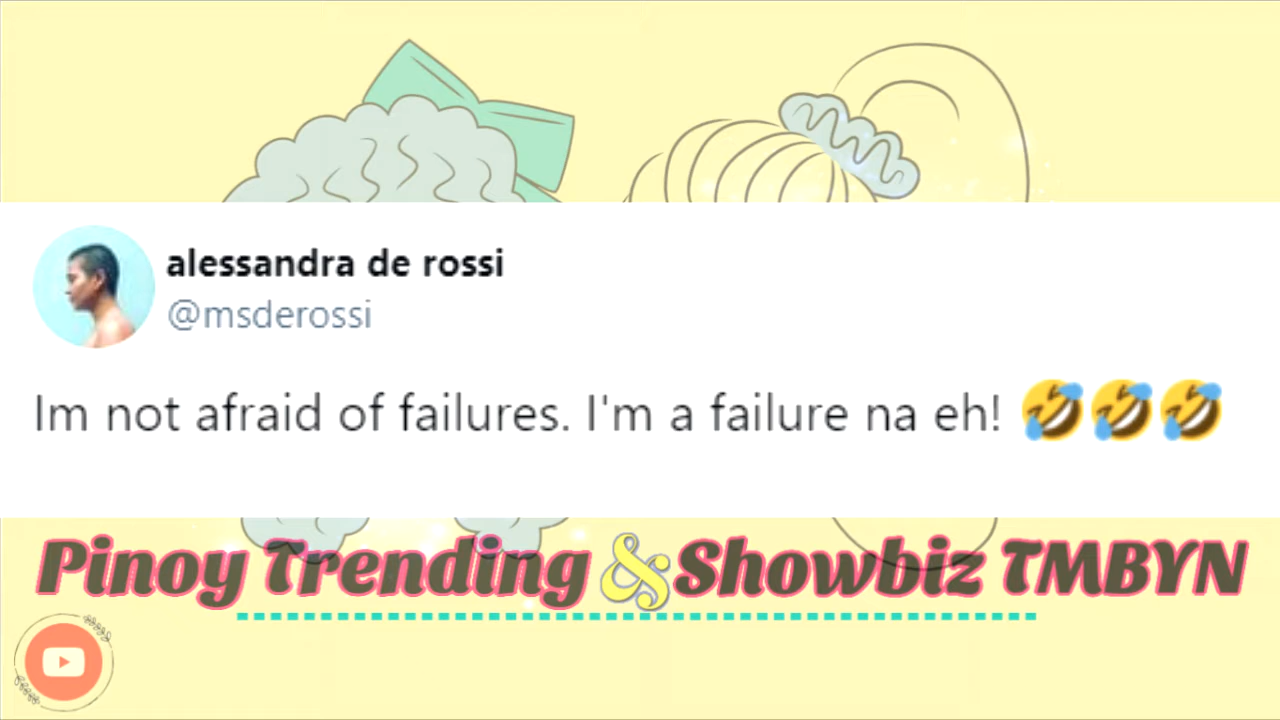 alessandra de rossi
@msderossi
Im not afraid of failures. I'm a failure na eh! 🤣🤣🤣
Pinoy Trending & Showbiz TMBYN